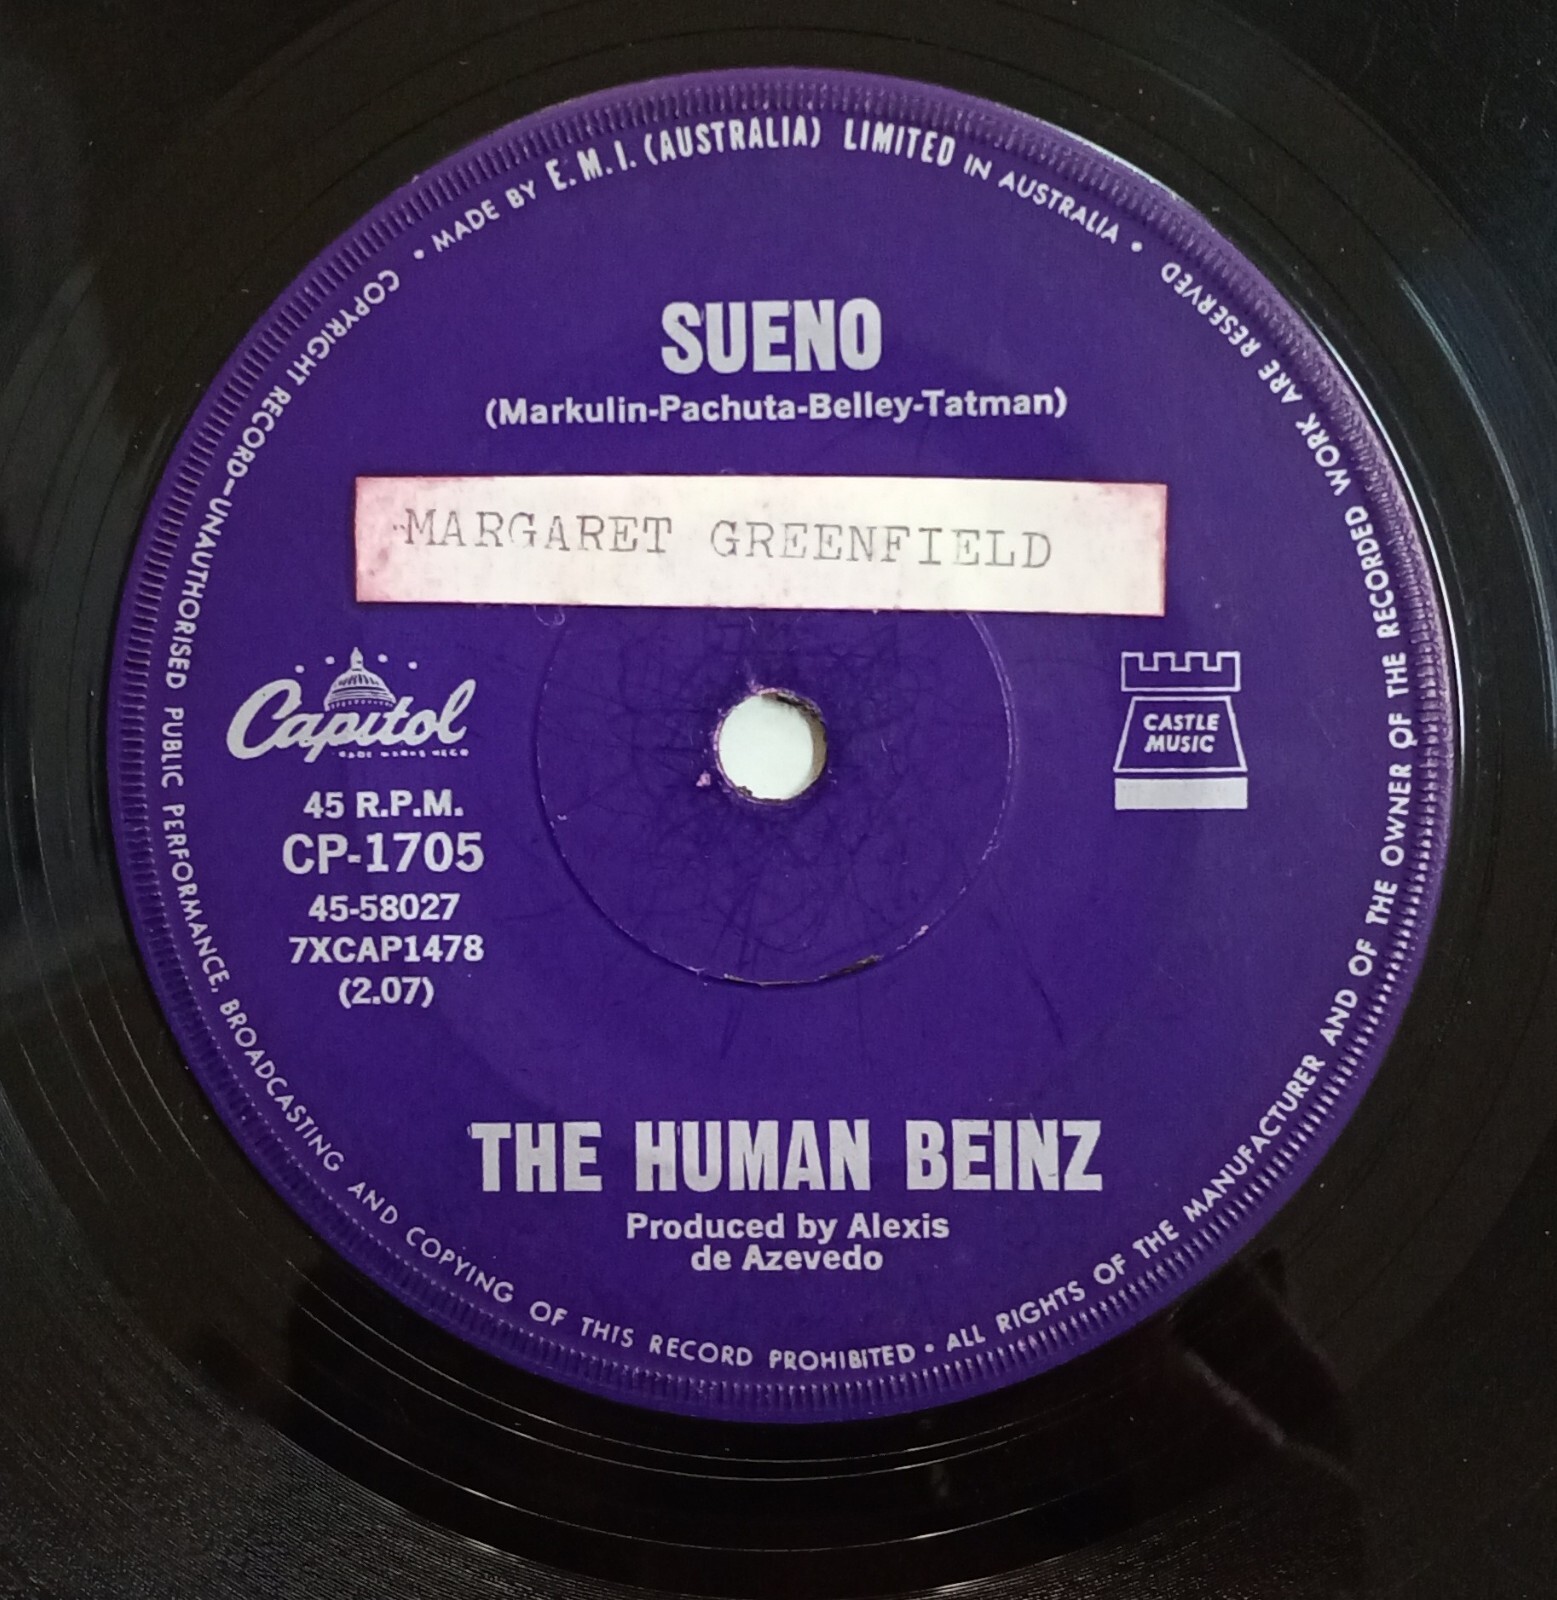 • MADE BY E.M.I. (AUSTRALIA) LIMITED IN AUSTRALIA •
SUENO
(Markulin-Pachuta-Belley-Tatman)
MARGARET GREENFIELD
Capitol
CASTLE
MUSIC
45 R.P.M.
CP-1705
45-58027
7XCAP1478
(2.07)
THE HUMAN BEINZ
Produced by Alexis
de Azevedo
COPYRIGHT RECORD–UNAUTHORISED PUBLIC PERFORMANCE, BROADCASTING AND COPYING OF THIS RECORD PROHIBITED • ALL RIGHTS OF THE MANUFACTURER AND OF THE OWNER OF THE RECORDED WORK ARE RESERVED